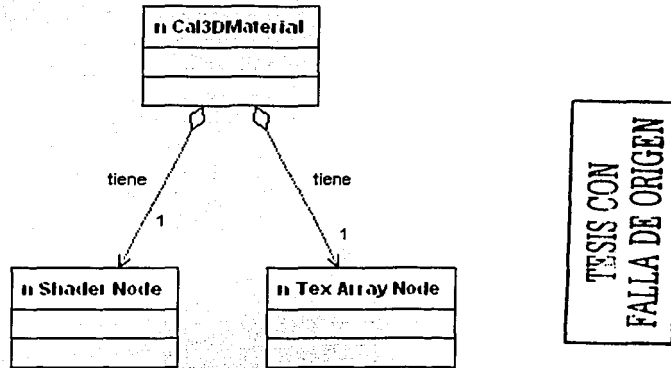 n Cal3DMaterial
tiene
tiene
1
1
n Shader Node
n Tex Array Node
TESIS CON
FALLA DE ORIGEN